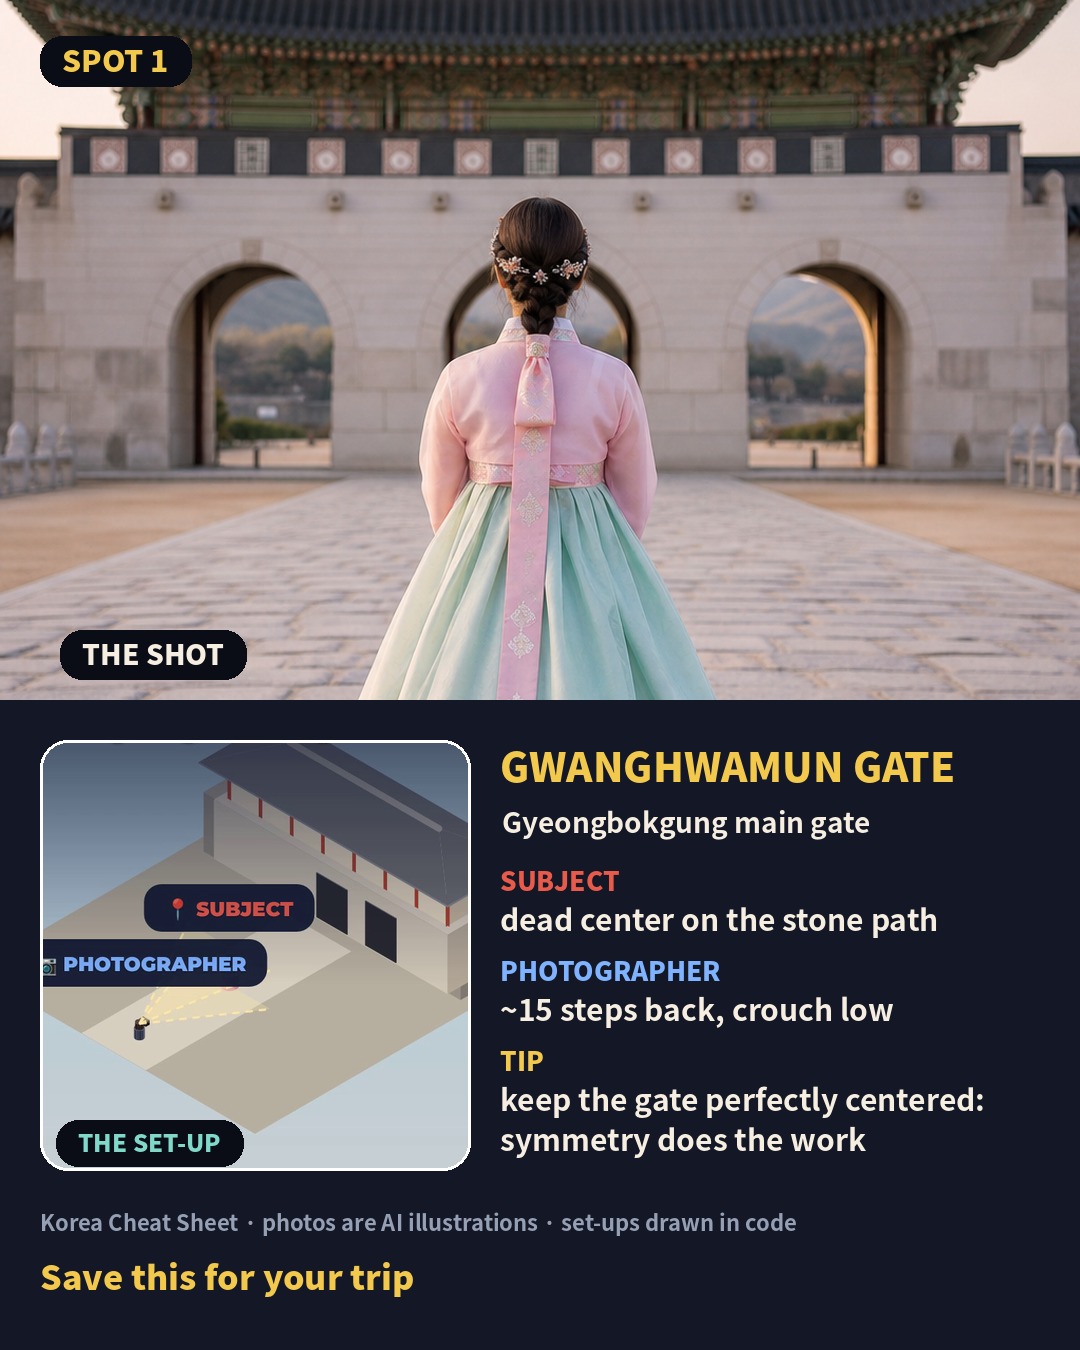 SPOT 1
THE SHOT
SUBJECT
PHOTOGRAPHER
THE SET-UP
GWANGHWAMUN GATE
Gyeongbokgung main gate
SUBJECT
dead center on the stone path
PHOTOGRAPHER
~15 steps back, crouch low
TIP
keep the gate perfectly centered:
symmetry does the work
Korea Cheat Sheet · photos are AI illustrations · set-ups drawn in code
Save this for your trip